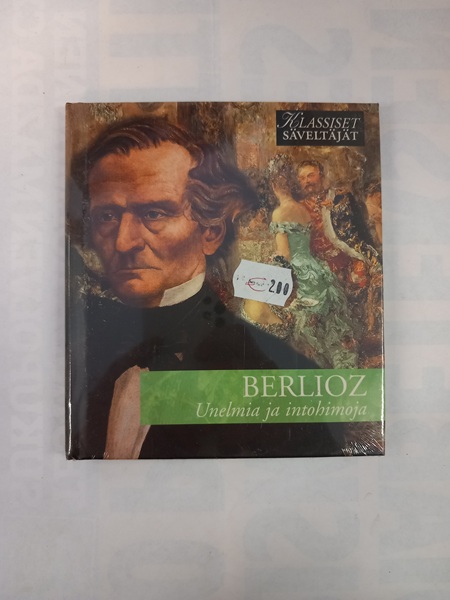 KLASSISET
SÄVELTÄJÄT
2.00
BERLIOZ
Unelmia ja intohimoja